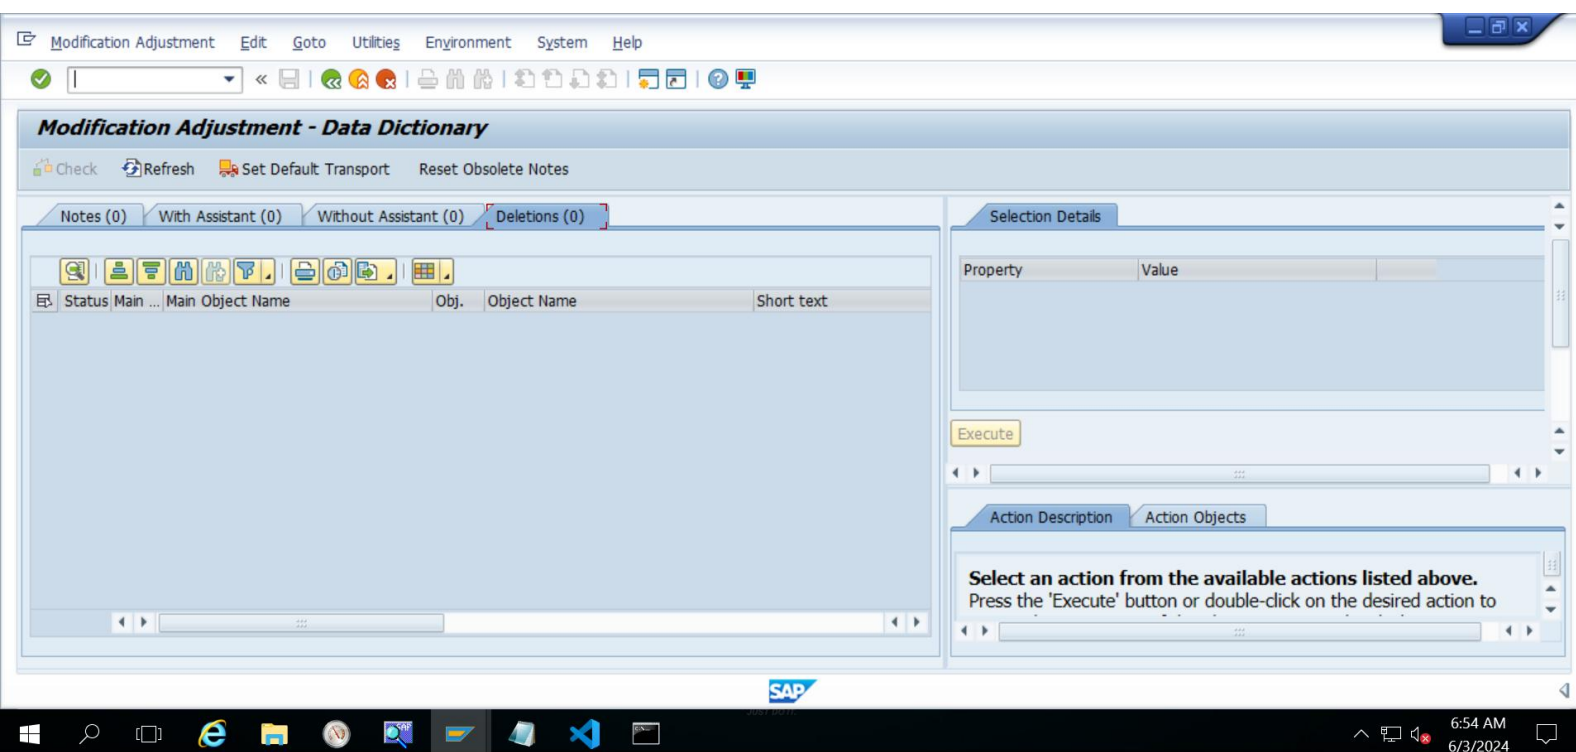 Modification Adjustment Edit Goto Utilities Environment System Help
Modification Adjustment - Data Dictionary
Check Refresh Set Default Transport Reset Obsolete Notes
Notes (0) With Assistant (0) Without Assistant (0) Deletions (0)
Selection Details
Property Value
Status Main ... Main Object Name Obj. Object Name Short text
Execute
Action Description Action Objects
Select an action from the available actions listed above.
Press the 'Execute' button or double-click on the desired action to
SAP
6:54 AM
6/3/2024